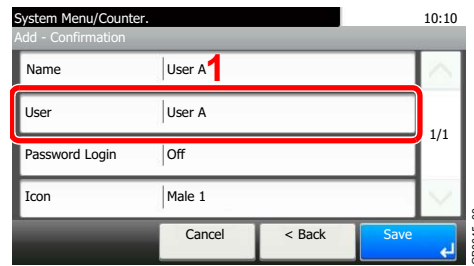 System Menu/Counter. 10:10
Add - Confirmation
Name User A 1
User User A
1/1
Password Login Off
Icon Male 1
Cancel < Back Save